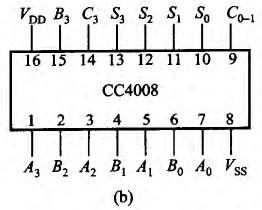 V_DD B_3 C_3 S_3 S_2 S_1 S_0 C_0-1
16 15 14 13 12 11 10 9
CC4008
1 2 3 4 5 6 7 8
A_3 B_2 A_2 B_1 A_1 B_0 A_0 V_SS
(b)